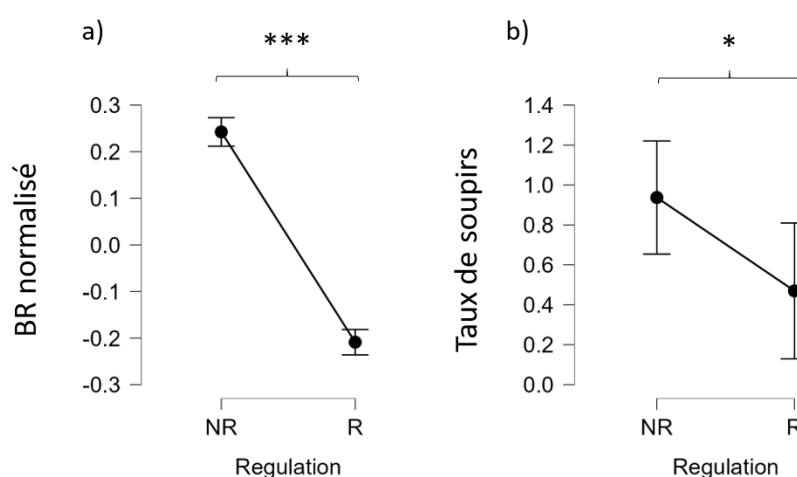 a)
***
BR normalisé
0.3
0.2
0.1
0.0
-0.1
-0.2
-0.3
NR R
Regulation
b)
*
Taux de soupirs
1.4
1.2
1.0
0.8
0.6
0.4
0.2
0.0
NR R
Regulation